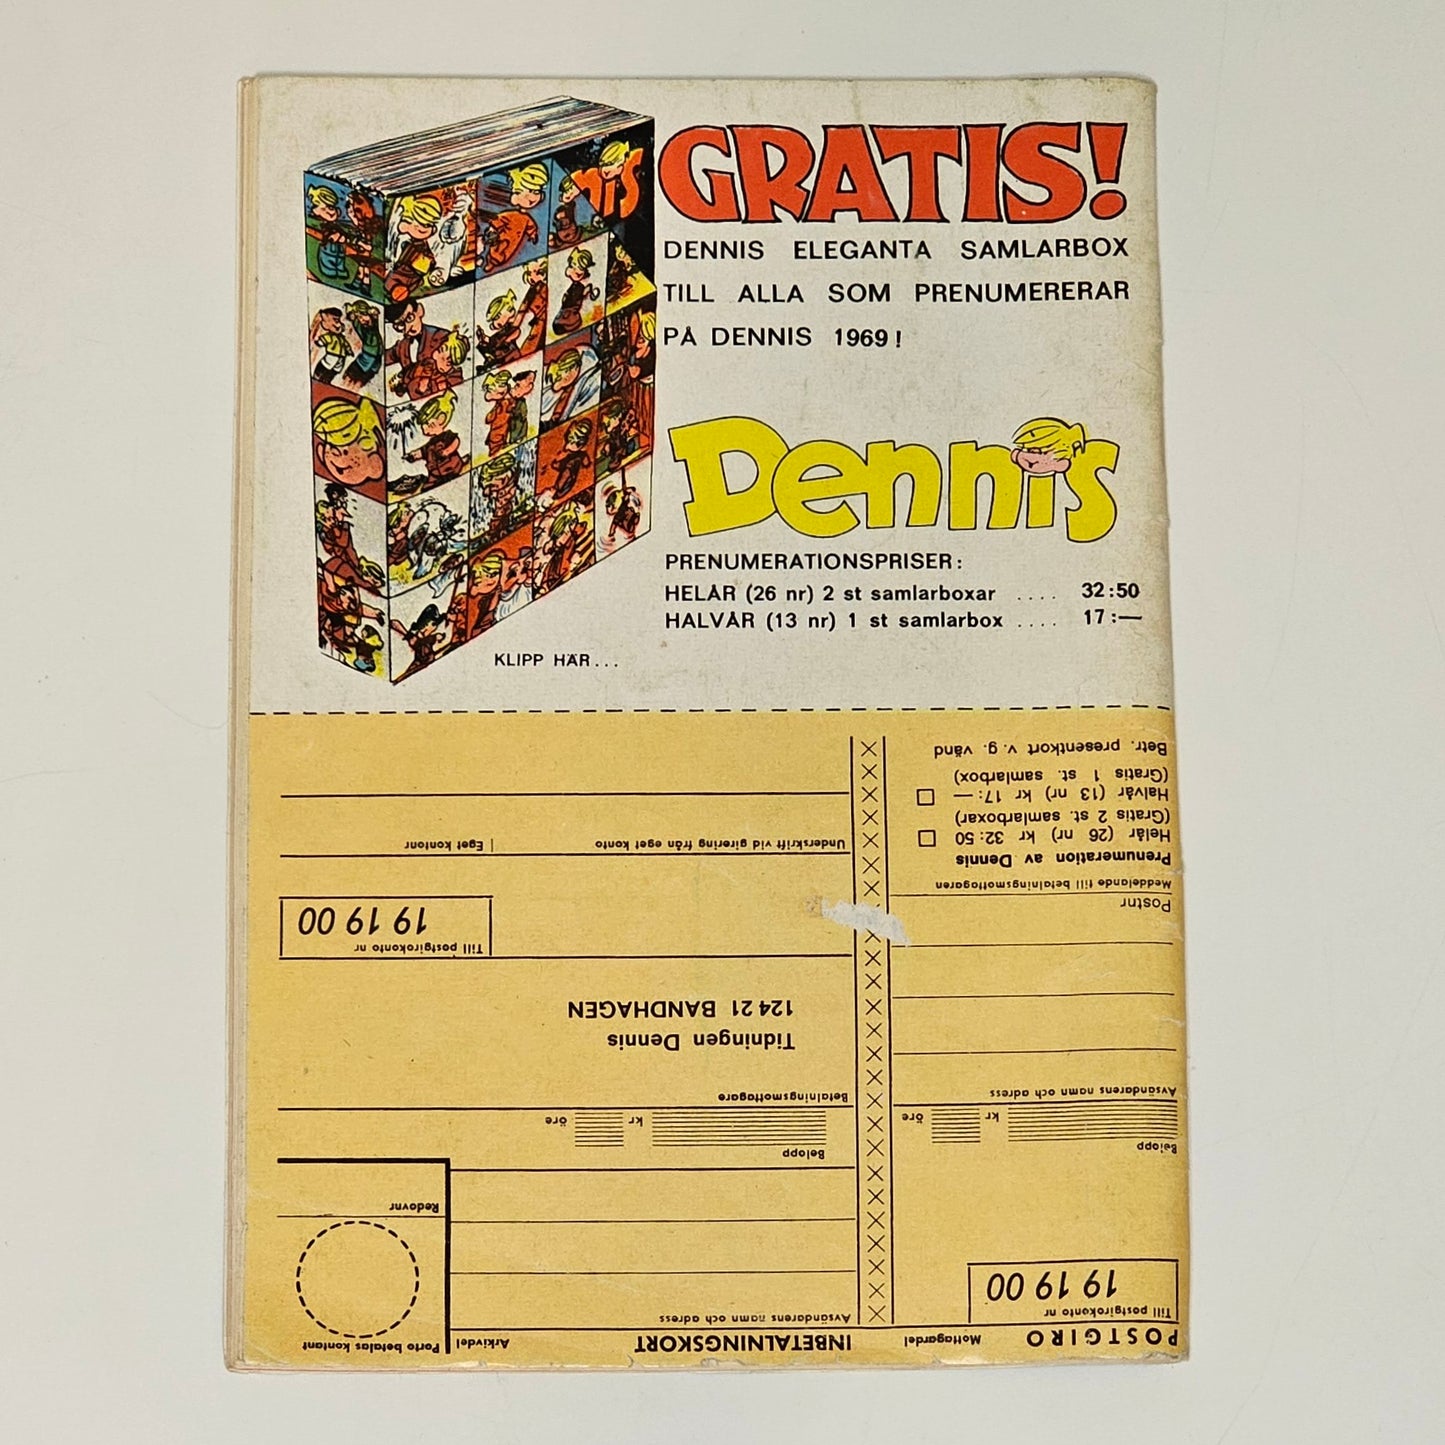 GRATIS!
DENNIS ELEGANTA SAMLARBOX
TILL ALLA SOM PRENUMERERAR
PÅ DENNIS 1969!
Dennis
PRENUMERATIONSPRISER:
HELÅR (26 nr) 2 st samlarboxar .... 32:50
HALVÅR (13 nr) 1 st samlarbox .... 17:—
KLIPP HÄR...
nis
POSTGIRO Mottagardel
Till postgirokonto nr
19 19 00
Belopp
kr öre
Avsändarens namn och adress
Postnr
Meddelande till betalningsmottagaren
Prenumeration av Dennis
Helår (26 nr) kr 32:50
(Gratis 2 st. samlarboxar)
Halvår (13 nr) kr 17:—
(Gratis 1 st. samlarbox)
Betr. presentkort v.g. vänd
INBETALNINGSKORT Arkivdel
Porto betalas kontant
Avsändarens namn och adress
Redovnr
Belopp
kr öre
Betalningsmottagare
Tidningen Dennis
124 21 BANDHAGEN
Till postgirokonto nr
19 19 00
Underskrift vid girering från eget konto Eget kontonr